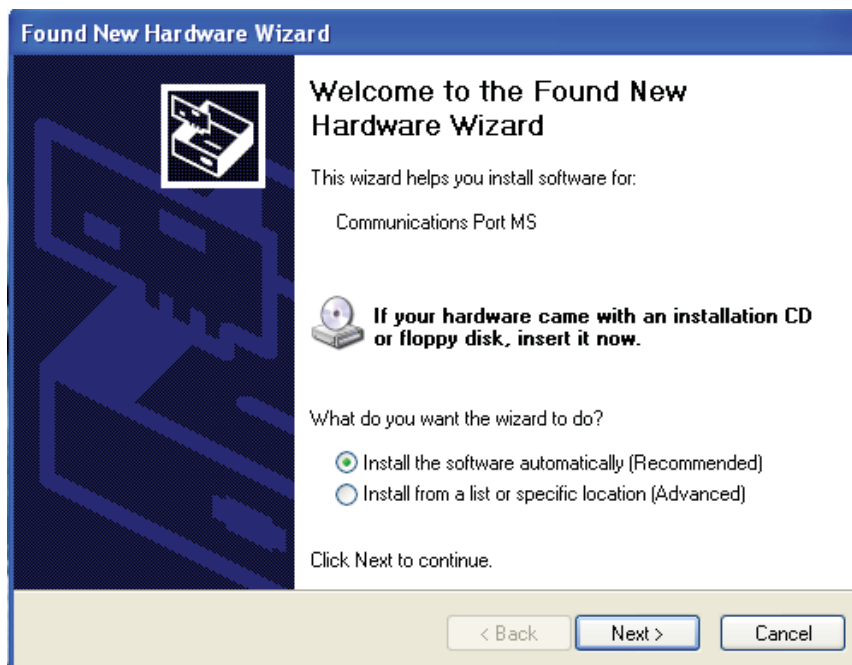 Found New Hardware Wizard
Welcome to the Found New
Hardware Wizard
This wizard helps you install software for:
Communications Port MS
If your hardware came with an installation CD
or floppy disk, insert it now.
What do you want the wizard to do?
Install the software automatically (Recommended)
Install from a list or specific location (Advanced)
Click Next to continue.
< Back Next > Cancel